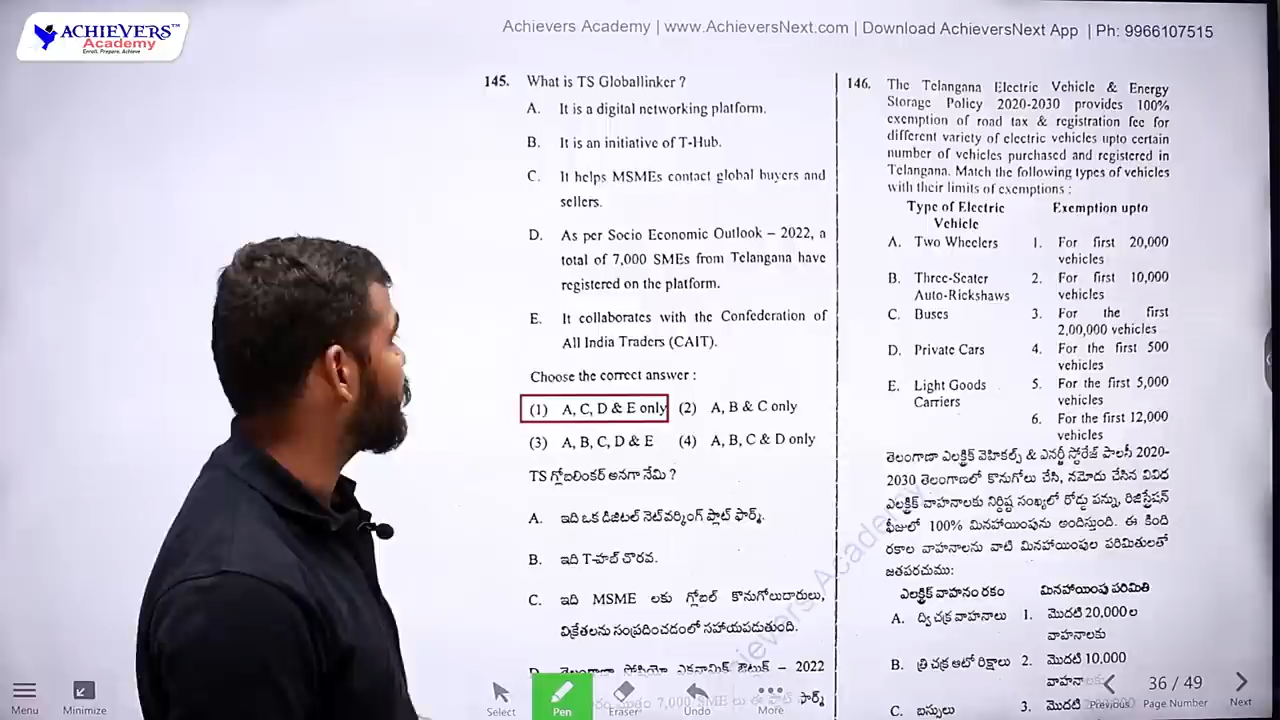 ACHIEVERS
Academy
Enroll. Prepare. Achieve
Achievers Academy | www.AchieversNext.com | Download AchieversNext App | Ph: 9966107515
145. What is TS Globallinker ?
A. It is a digital networking platform.
B. It is an initiative of T-Hub.
C. It helps MSMEs contact global buyers and
sellers.
D. As per Socio Economic Outlook – 2022, a
total of 7,000 SMEs from Telangana have
registered on the platform.
E. It collaborates with the Confederation of
All India Traders (CAIT).
Choose the correct answer :
(1) A, C, D & E only (2) A, B & C only
(3) A, B, C, D & E (4) A, B, C & D only
TS గ్లోబలింకర్ అనగా నేమి ?
A. ఇది ఒక డిజిటల్ నెట్‌వర్కింగ్ ప్లాట్ ఫార్మ్.
B. ఇది T-హబ్ చొరవ.
C. ఇది MSME లకు గ్లోబల్ కొనుగోలుదారులు,
విక్రేతలను సంప్రదించడంలో సహాయపడుతుంది.
D. తెలంగాణా సోషియో ఎకనామిక్ ఔట్లుక్ – 2022
మొత్తం 7,000 SME లు ఈ ప్లాట్ ఫార్మ్
146. The Telangana Electric Vehicle & Energy
Storage Policy 2020-2030 provides 100%
exemption of road tax & registration fee for
different variety of electric vehicles upto certain
number of vehicles purchased and registered in
Telangana. Match the following types of vehicles
with their limits of exemptions :
Type of Electric Exemption upto
Vehicle
A. Two Wheelers 1. For first 20,000
vehicles
B. Three-Seater 2. For first 10,000
Auto-Rickshaws vehicles
C. Buses 3. For the first
2,00,000 vehicles
D. Private Cars 4. For the first 500
vehicles
E. Light Goods 5. For the first 5,000
Carriers vehicles
6. For the first 12,000
vehicles
తెలంగాణా ఎలక్ట్రిక్ వెహికల్స్ & ఎనర్జీ స్టోరేజ్ పాలసీ 2020-
2030 తెలంగాణలో కొనుగోలు చేసి, నమోదు చేసిన వివిధ
ఎలక్ట్రిక్ వాహనాలకు నిర్దిష్ట సంఖ్యలో రోడ్డు పన్ను, రిజిస్ట్రేషన్
ఫీజులో 100% మినహాయింపును అందిస్తుంది. ఈ కింది
రకాల వాహనాలను వాటి మినహాయింపుల పరిమితులతో
జతపరచుము:
ఎలక్ట్రిక్ వాహనం రకం మినహాయింపు పరిమితి
A. ద్వి చక్ర వాహనాలు 1. మొదటి 20,000ల
వాహనాలకు
B. త్రి చక్ర ఆటో రిక్షాలు 2. మొదటి 10,000
వాహనాలకు
C. బస్సులు 3. మొదటి
Achievers Academy
Menu Minimize Select Pen Eraser Undo More Previous 36 / 49 Page Number Next